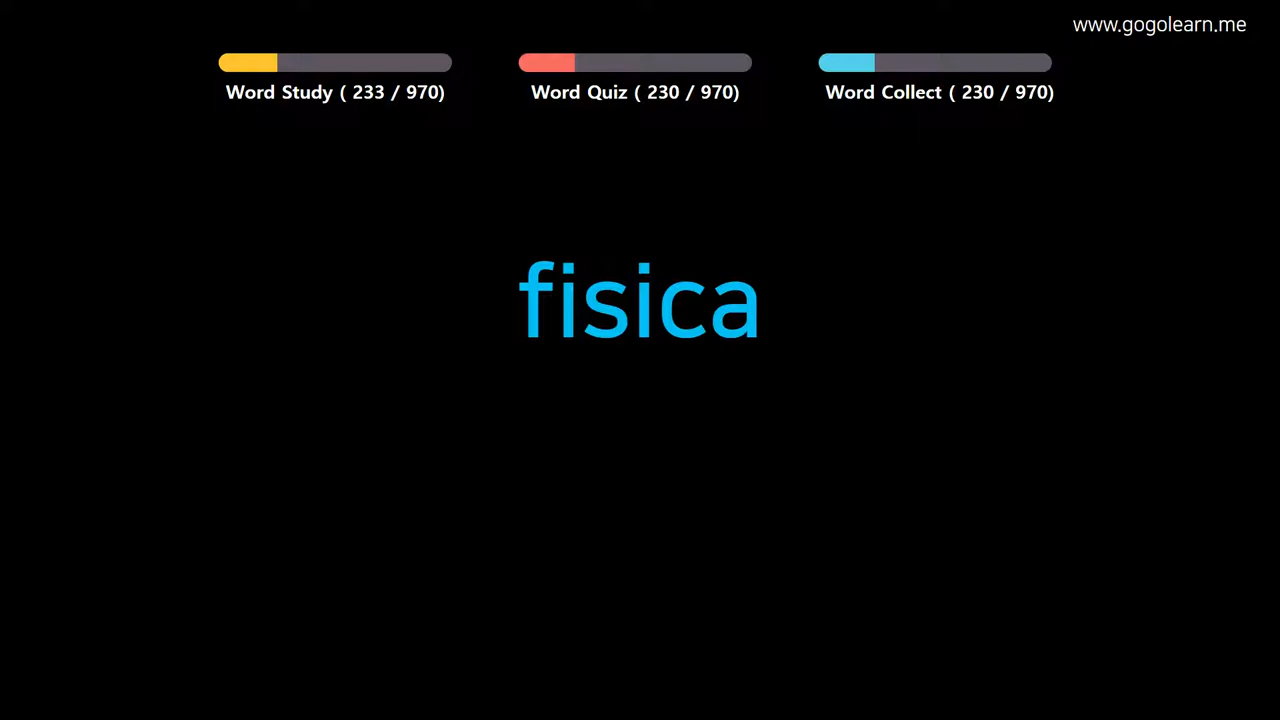 www.gogolearn.me
Word Study ( 233 / 970)
Word Quiz ( 230 / 970)
Word Collect ( 230 / 970)
fisica